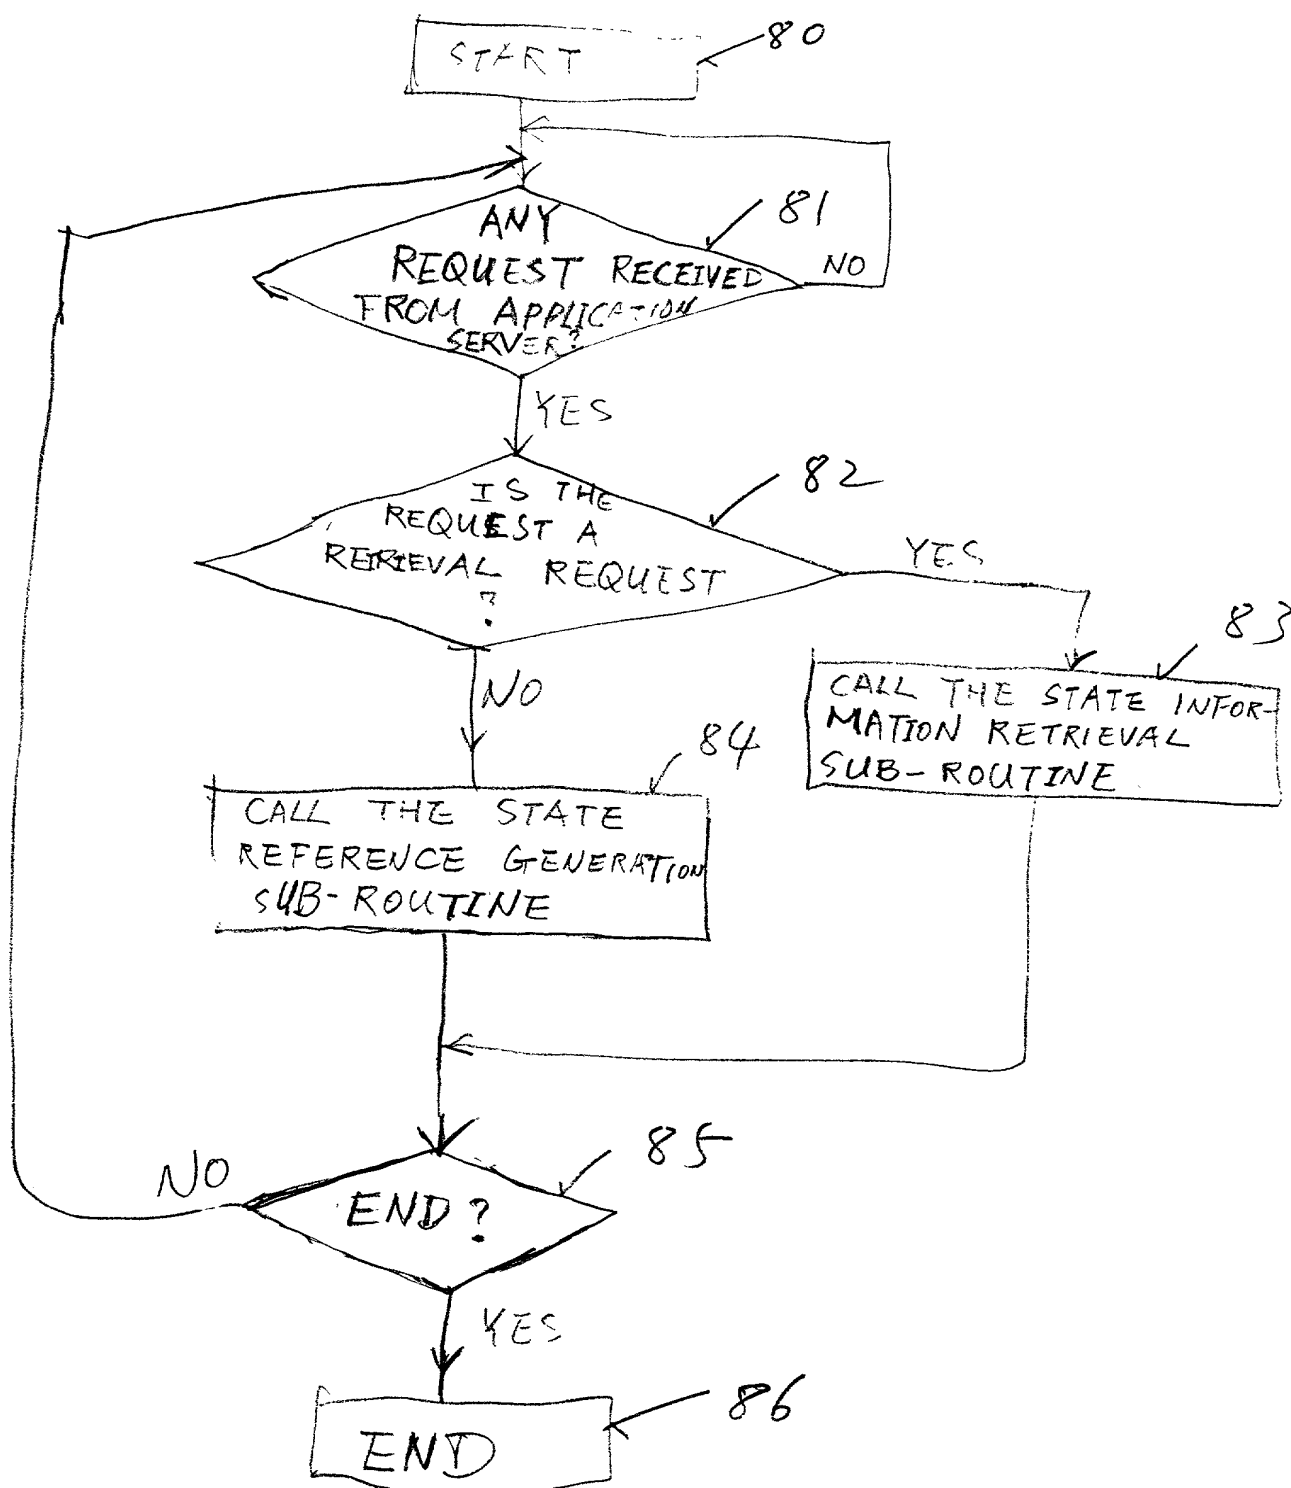 80
START
81
ANY
REQUEST RECEIVED
FROM APPLICATION
SERVER?
NO
YES
82
IS THE
REQUEST A
RETRIEVAL REQUEST
?
YES
83
CALL THE STATE INFOR-
MATION RETRIEVAL
SUB-ROUTINE
NO
84
CALL THE STATE
REFERENCE GENERATION
SUB-ROUTINE
85
NO
END?
YES
86
END